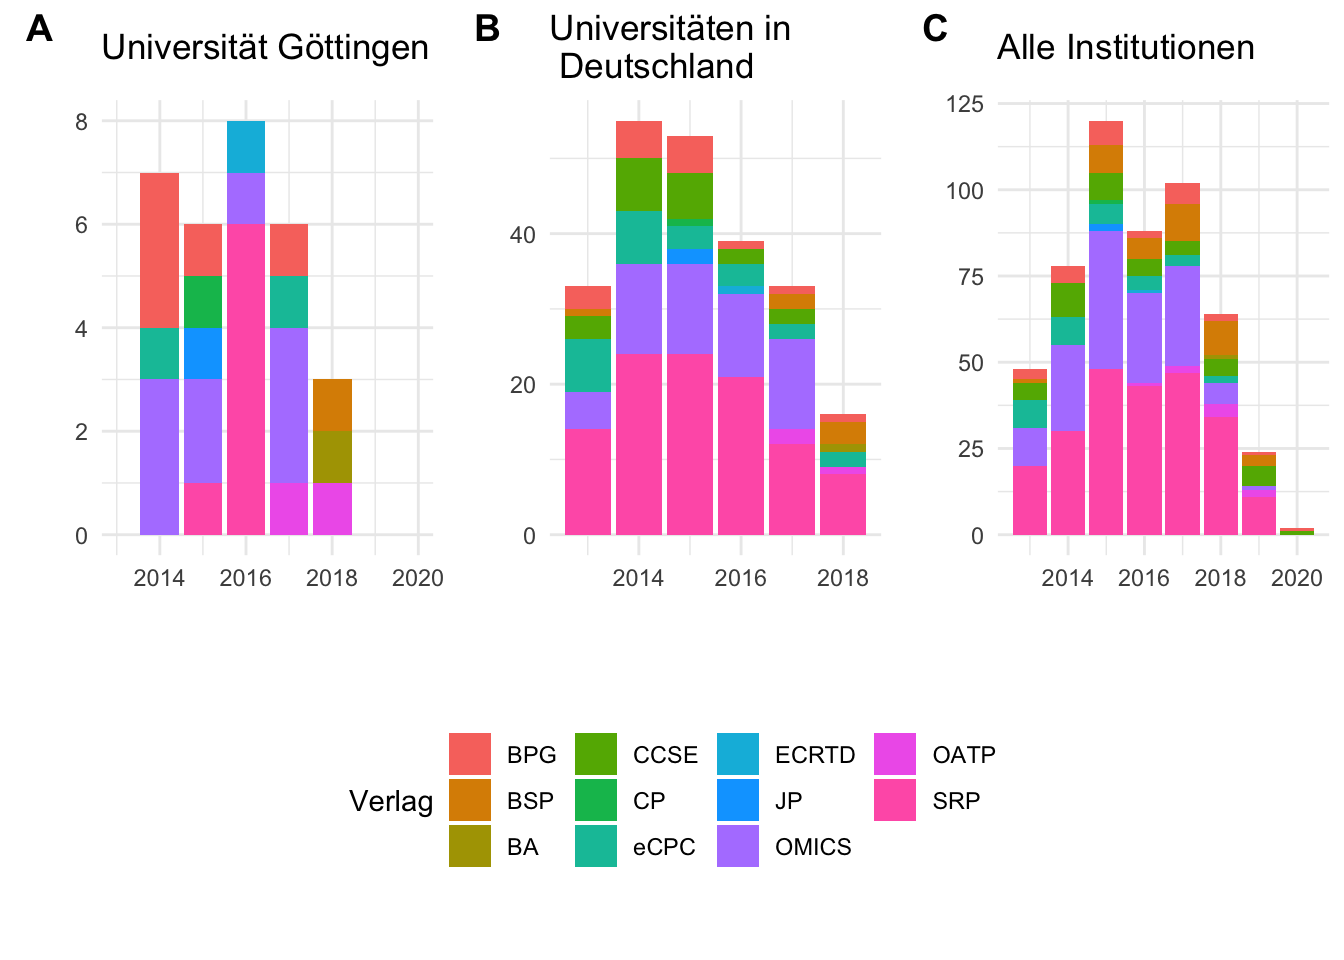 A
Universität Göttingen
8
6
4
2
0
2014 2016 2018 2020
B
Universitäten in
Deutschland
40
20
0
2014 2016 2018
C
Alle Institutionen
125
100
75
50
25
0
2014 2016 2018 2020
Verlag
BPG CCSE ECRTD OATP
BSP CP JP SRP
BA eCPC OMICS